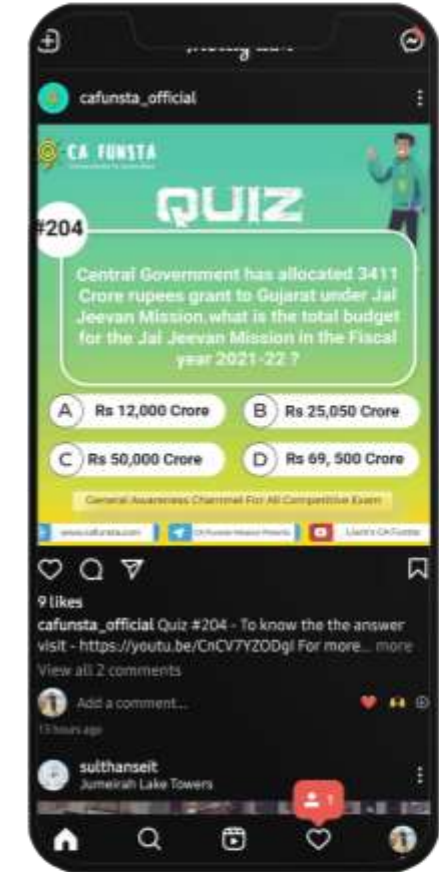 cafunsta_official
CA FUNSTA
QUIZ
#204
Central Government has allocated 3411
Crore rupees grant to Gujarat under Jal
Jeevan Mission,what is the total budget
for the Jal Jeevan Mission in the Fiscal
year 2021-22 ?
A Rs 12,000 Crore
B Rs 25,050 Crore
C Rs 50,000 Crore
D Rs 69, 500 Crore
General Awareness Channel For All Competitive Exam
www.cafunsta.com
9 likes
cafunsta_official Quiz #204 - To know the the answer
visit - https://youtu.be/CnCV7YZODgI For more... more
View all 2 comments
Add a comment...
13 hours ago
sulthanseit
Jumeirah Lake Towers
1